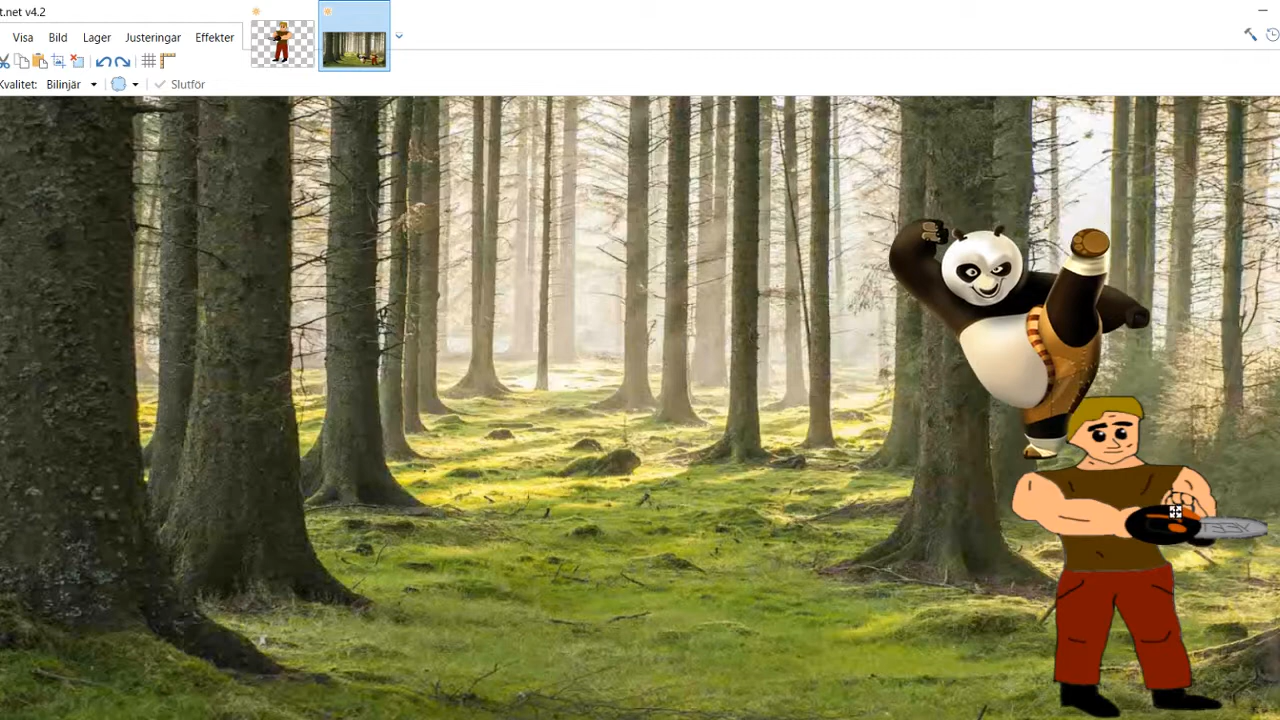 t.net v4.2
Visa Bild Lager Justeringar Effekter
Kvalitet: Bilinjär Slutför